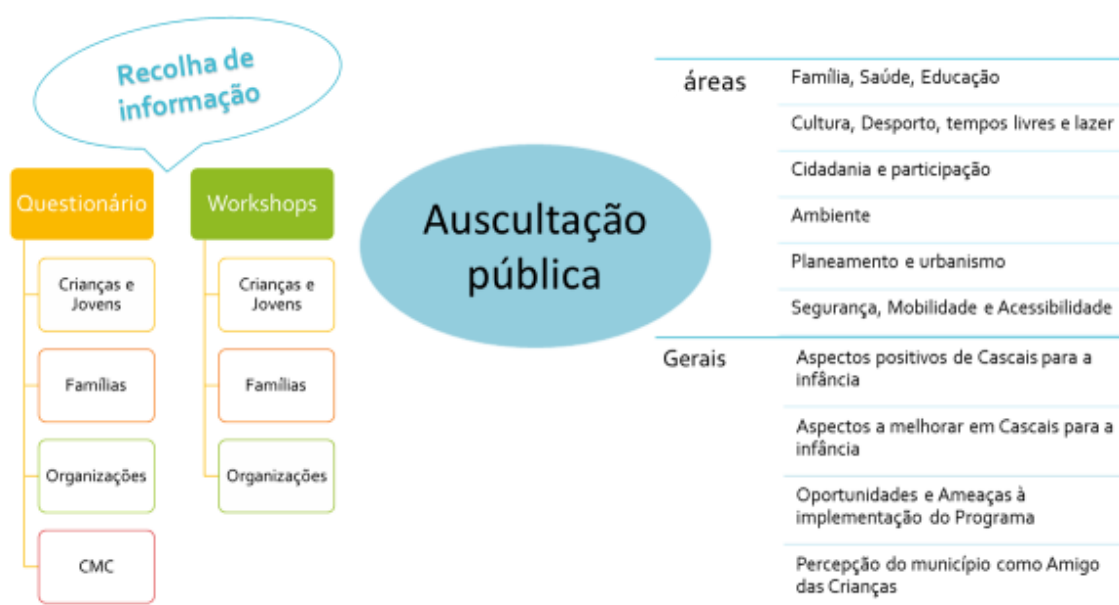 Recolha de
informação
Questionário
Crianças e
Jovens
Famílias
Organizações
CMC
Workshops
Crianças e
Jovens
Famílias
Organizações
Auscultação
pública
áreas
Família, Saúde, Educação
Cultura, Desporto, tempos livres e lazer
Cidadania e participação
Ambiente
Planeamento e urbanismo
Segurança, Mobilidade e Acessibilidade
Gerais
Aspectos positivos de Cascais para a
infância
Aspectos a melhorar em Cascais para a
infância
Oportunidades e Ameaças à
implementação do Programa
Percepção do município como Amigo
das Crianças